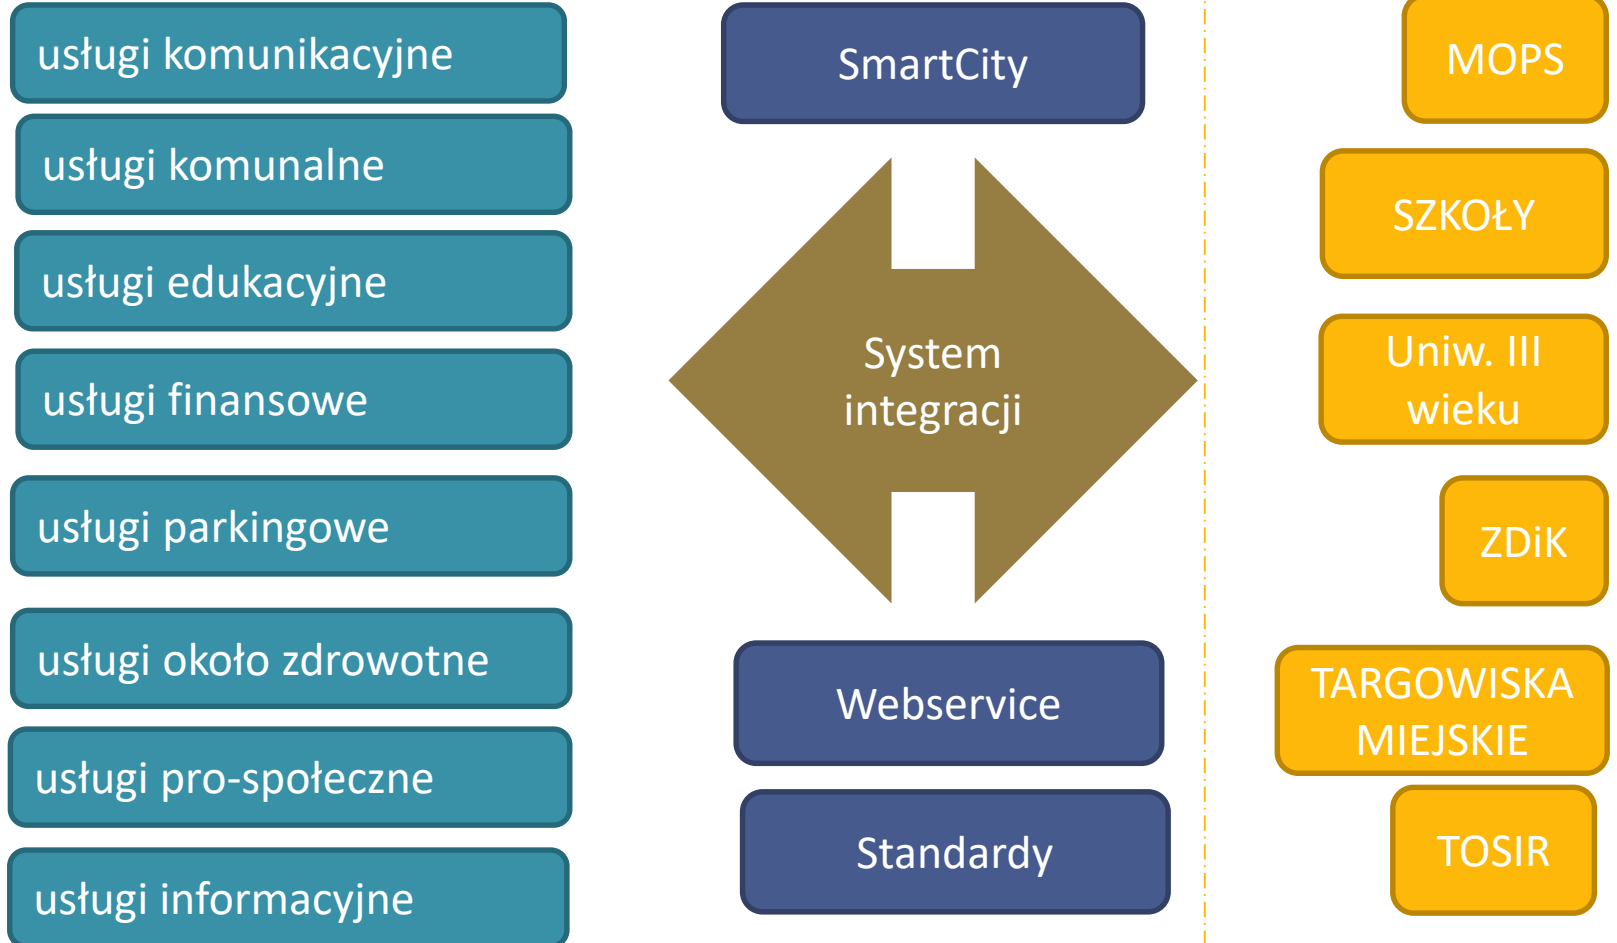 usługi komunikacyjne
usługi komunalne
usługi edukacyjne
usługi finansowe
usługi parkingowe
usługi około zdrowotne
usługi pro-społeczne
usługi informacyjne
SmartCity
System
integracji
Webservice
Standardy
MOPS
SZKOŁY
Uniw. III
wieku
ZDiK
TARGOWISKA
MIEJSKIE
TOSIR